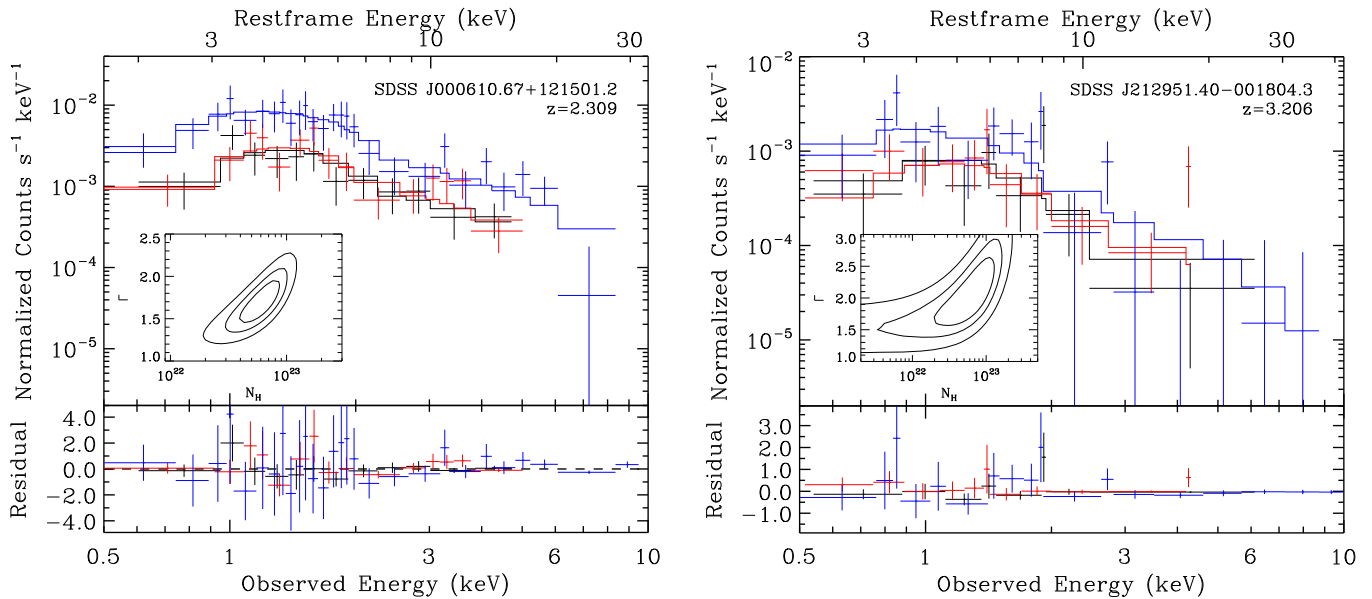 Restframe Energy (keV)
3 10 30
SDSS J000610.67+121501.2
z=2.309
Normalized Counts s⁻¹ keV⁻¹
10⁻²
10⁻³
10⁻⁴
10⁻⁵
2.5
2.0
1.5
1.0
Γ
10²² 10²³
N_H
Residual
4.0
2.0
0.0
−2.0
−4.0
0.5 1 3 10
Observed Energy (keV)
Restframe Energy (keV)
3 10 30
SDSS J212951.40−001804.3
z=3.206
Normalized Counts s⁻¹ keV⁻¹
10⁻²
10⁻³
10⁻⁴
10⁻⁵
3.0
2.5
2.0
1.5
1.0
Γ
10²² 10²³
N_H
Residual
3.0
2.0
1.0
0.0
−1.0
0.5 1 3 10
Observed Energy (keV)